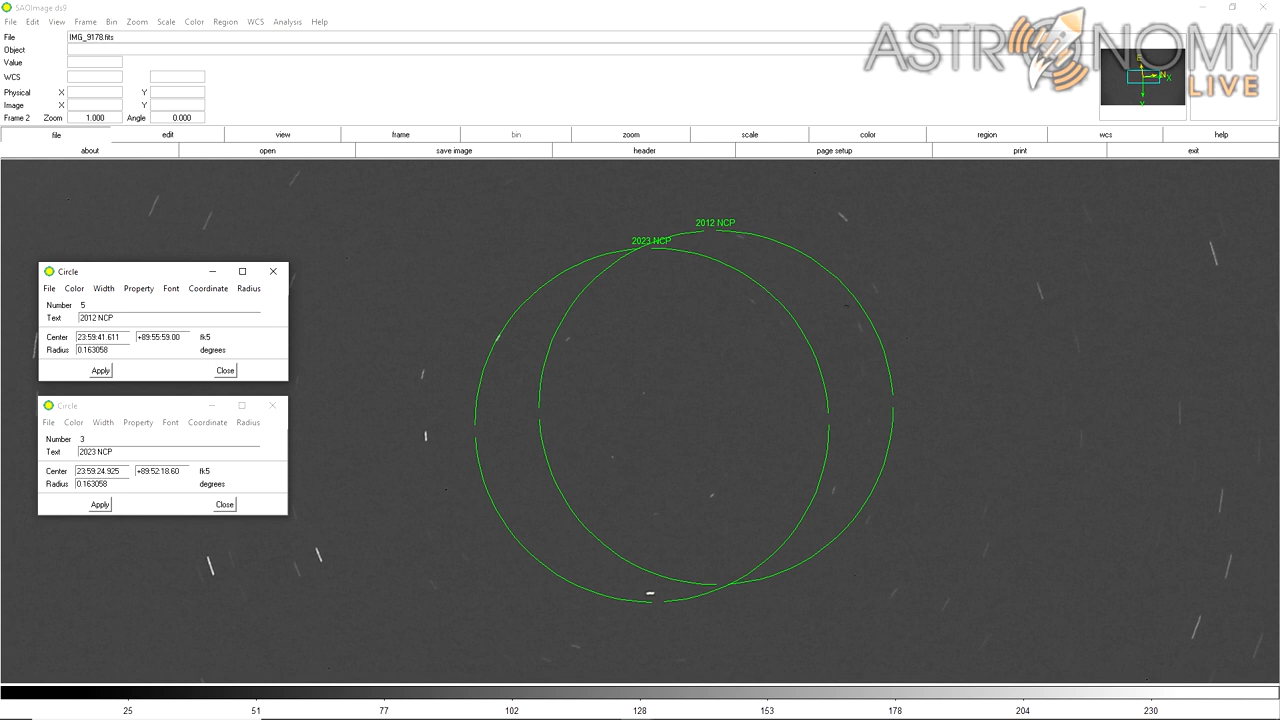 SAOImage ds9
File Edit View Frame Bin Zoom Scale Color Region WCS Analysis Help
ASTRONOMY
LIVE
File IMG_9178.fits
Object
Value
WCS
Physical X Y
Image X Y
Frame 2 Zoom 1.000 Angle 0.000
E
N
X
Y
file edit view frame bin zoom scale color region wcs help
about open save image header page setup print exit
2012 NCP
2023 NCP
Circle
File Color Width Property Font Coordinate Radius
Number 5
Text 2012 NCP
Center 23:59:41.611 +89:55:59.00 fk5
Radius 0.163058 degrees
Apply Close
Circle
File Color Width Property Font Coordinate Radius
Number 3
Text 2023 NCP
Center 23:59:24.925 +89:52:18.60 fk5
Radius 0.163058 degrees
Apply Close
25 51 77 102 128 153 178 204 230